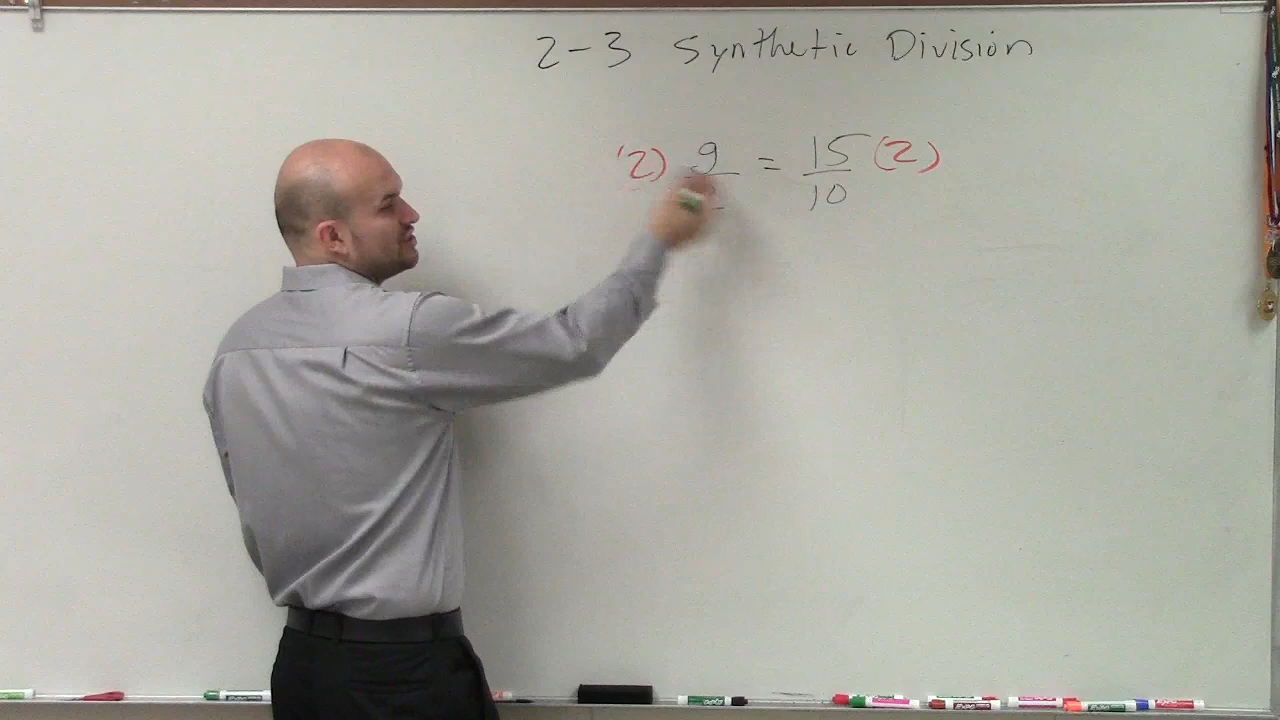 2-3 Synthetic Division
(2) 9 = 15 (2)
10